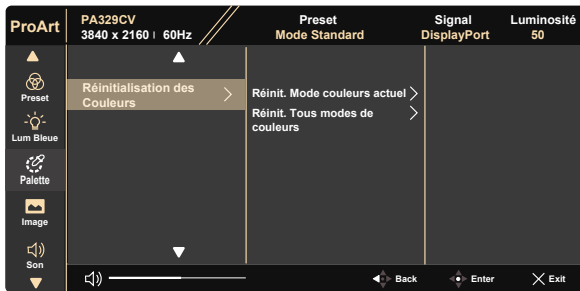 ProArt
PA329CV
3840 x 2160 | 60Hz
Preset
Mode Standard
Signal
DisplayPort
Luminosité
50
Preset
Lum Bleue
Palette
Image
Son
Réinitialisation des
Couleurs
Réinit. Mode couleurs actuel
Réinit. Tous modes de
couleurs
Back
Enter
Exit